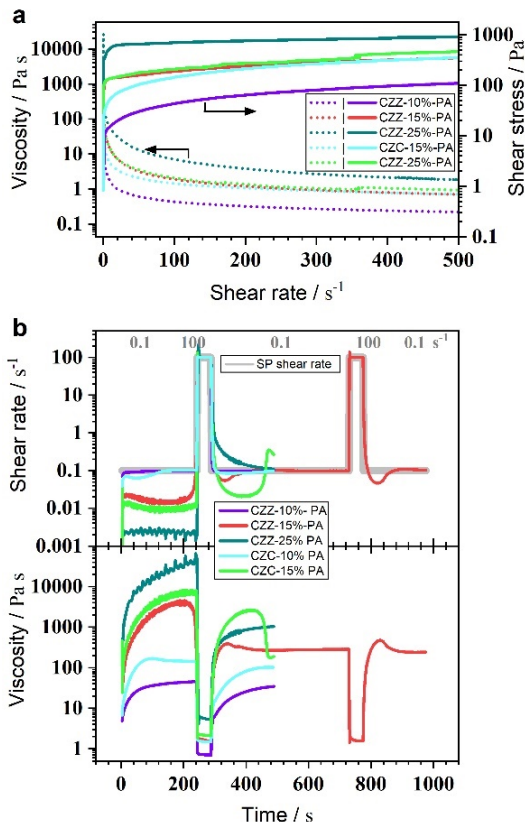 a
10000
1000
100
10
1
0.1
Viscosity / Pa s
1000
100
10
1
0.1
Shear stress / Pa
CZZ-10%-PA
CZZ-15%-PA
CZZ-25%-PA
CZC-15%-PA
CZZ-25%-PA
0 100 200 300 400 500
Shear rate / s-1
b
0.1 100 0.1 100 0.1 s-1
SP shear rate
100
10
1
0.1
0.01
0.001
Shear rate / s-1
CZZ-10%- PA
CZZ-15%-PA
CZZ-25%-PA
CZC-10% PA
CZC-15% PA
10000
1000
100
10
1
Viscosity / Pa s
0 200 400 600 800 1000
Time / s